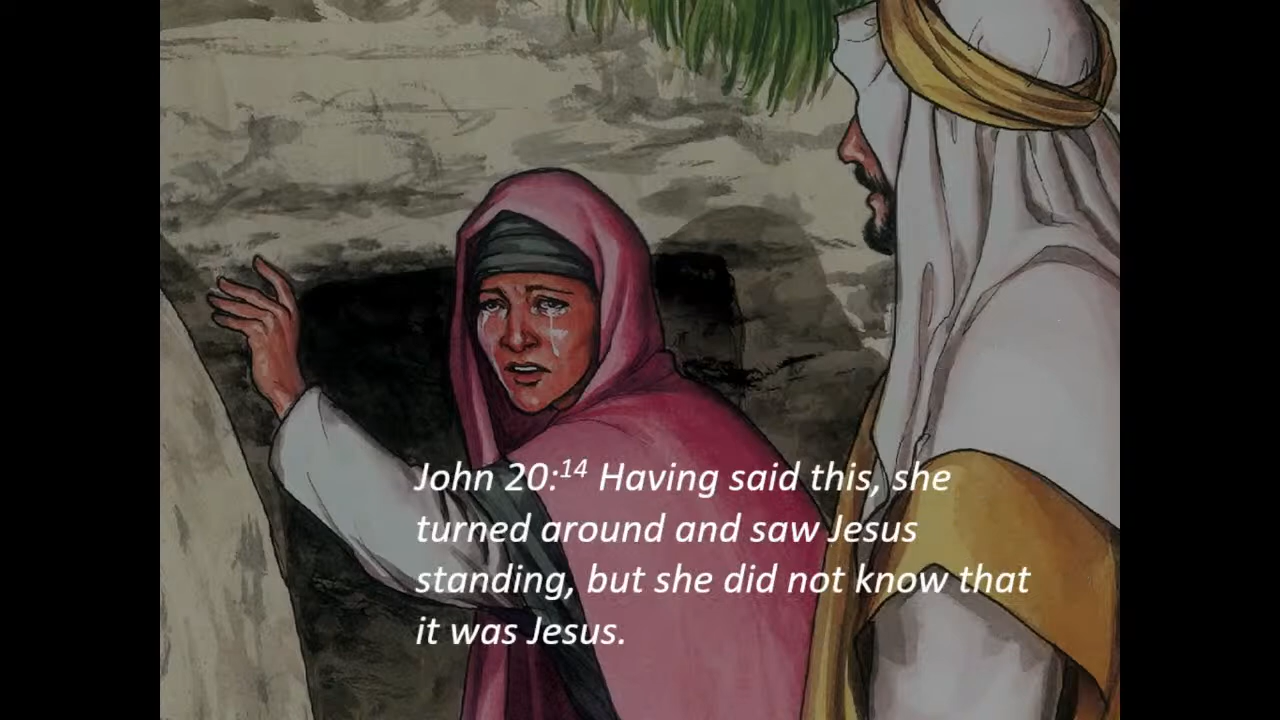 John 20:¹⁴ Having said this, she
turned around and saw Jesus
standing, but she did not know that
it was Jesus.